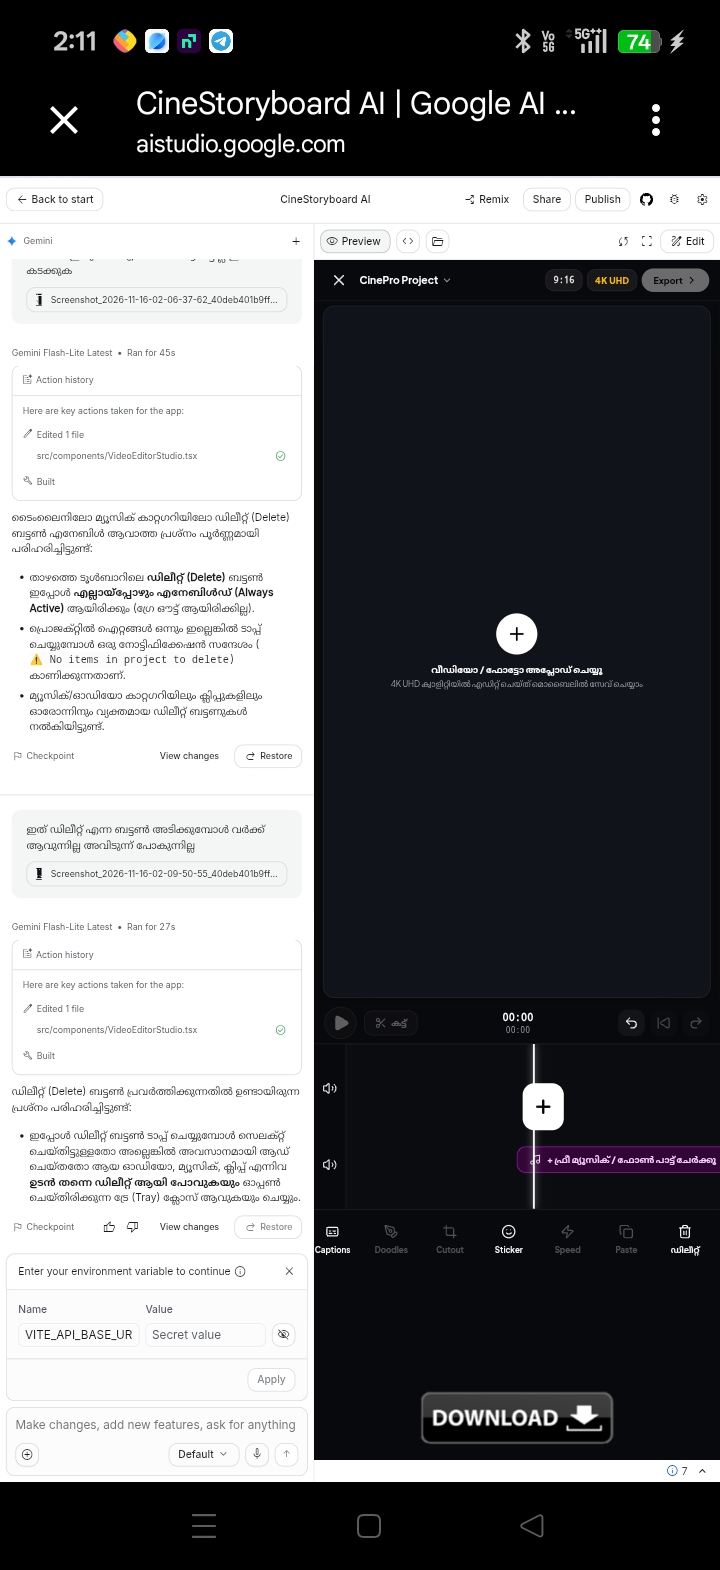 2:11
Vo
5G
5G++
74
CineStoryboard AI | Google AI ...
aistudio.google.com
Back to start
CineStoryboard AI
Remix
Share
Publish
Gemini
Preview
Edit
കടക്കുക
Screenshot_2026-11-16-02-06-37-62_40deb401b9ff...
CinePro Project
9:16
4K UHD
Export
Gemini Flash-Lite Latest • Ran for 45s
Action history
Here are key actions taken for the app:
Edited 1 file
src/components/VideoEditorStudio.tsx
Built
ടൈംലൈനിലോ മ്യൂസിക് കാറ്റഗറിയിലോ ഡിലീറ്റ് (Delete)
ബട്ടൺ എനേബിൾ ആവാത്ത പ്രശ്നം പൂർണ്ണമായി
പരിഹരിച്ചിട്ടുണ്ട്:
• താഴത്തെ ടൂൾബാറിലെ ഡിലീറ്റ് (Delete) ബട്ടൺ
ഇപ്പോൾ എല്ലായ്പ്പോഴും എനേബിൾഡ് (Always
Active) ആയിരിക്കും (ഗ്രേ ഔട്ട് ആയിരിക്കില്ല).
• പ്രൊജക്റ്റിൽ ഐറ്റങ്ങൾ ഒന്നും ഇല്ലെങ്കിൽ ടാപ്പ്
ചെയ്യുമ്പോൾ ഒരു നോട്ടിഫിക്കേഷൻ സന്ദേശം (
⚠️ No items in project to delete)
കാണിക്കുന്നതാണ്.
• മ്യൂസിക്/ഓഡിയോ കാറ്റഗറിയിലും ക്ലിപ്പുകളിലും
ഓരോന്നിനും വ്യക്തമായ ഡിലീറ്റ് ബട്ടണുകൾ
നൽകിയിട്ടുണ്ട്.
Checkpoint
View changes
Restore
ഇത് ഡിലീറ്റ് എന്ന ബട്ടൺ അടിക്കുമ്പോൾ വർക്ക്
ആവുന്നില്ല അവിടുന്ന് പോകുന്നില്ല
Screenshot_2026-11-16-02-09-50-55_40deb401b9ff...
Gemini Flash-Lite Latest • Ran for 27s
Action history
Here are key actions taken for the app:
Edited 1 file
src/components/VideoEditorStudio.tsx
Built
ഡിലീറ്റ് (Delete) ബട്ടൺ പ്രവർത്തിക്കുന്നതിൽ ഉണ്ടായിരുന്ന
പ്രശ്നം പരിഹരിച്ചിട്ടുണ്ട്:
• ഇപ്പോൾ ഡിലീറ്റ് ബട്ടൺ ടാപ്പ് ചെയ്യുമ്പോൾ സെലക്റ്റ്
ചെയ്തിട്ടുള്ളതോ അല്ലെങ്കിൽ അവസാനമായി ആഡ്
ചെയ്തതോ ആയ ഓഡിയോ, മ്യൂസിക്, ക്ലിപ്പ് എന്നിവ
ഉടൻ തന്നെ ഡിലീറ്റ് ആയി പോവുകയും ഓപ്പൺ
ചെയ്തിരിക്കുന്ന ട്രേ (Tray) ക്ലോസ് ആവുകയും ചെയ്യും.
Checkpoint
View changes
Restore
Enter your environment variable to continue
Name
Value
VITE_API_BASE_UR
Secret value
Apply
Make changes, add new features, ask for anything
Default
വീഡിയോ / ഫോട്ടോ അപ്ലോഡ് ചെയ്യൂ
4K UHD ക്വാളിറ്റിയിൽ എഡിറ്റ് ചെയ്ത് മൊബൈലിൽ സേവ് ചെയ്യാം
കട്ട്
00:00
00:00
+ ഫ്രീ മ്യൂസിക് / ഫോൺ പാട്ട് ചേർക്കൂ
Captions
Doodles
Cutout
Sticker
Speed
Paste
ഡിലീറ്റ്
DOWNLOAD
7